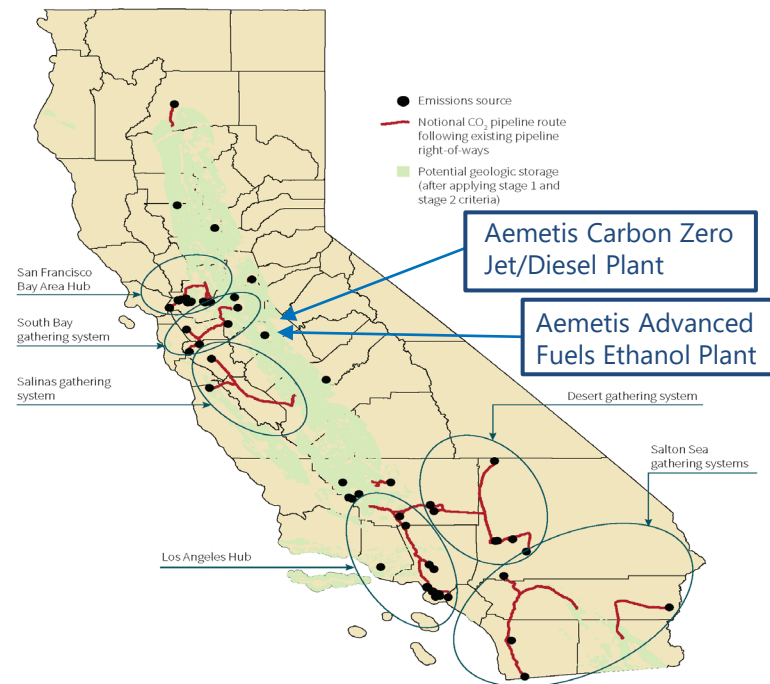 Emissions source
Notional CO₂ pipeline route
following existing pipeline
right-of-ways
Potential geologic storage
(after applying stage 1 and
stage 2 criteria)
Aemetis Carbon Zero
Jet/Diesel Plant
Aemetis Advanced
Fuels Ethanol Plant
San Francisco
Bay Area Hub
South Bay
gathering system
Salinas gathering
system
Desert gathering system
Salton Sea
gathering systems
Los Angeles Hub